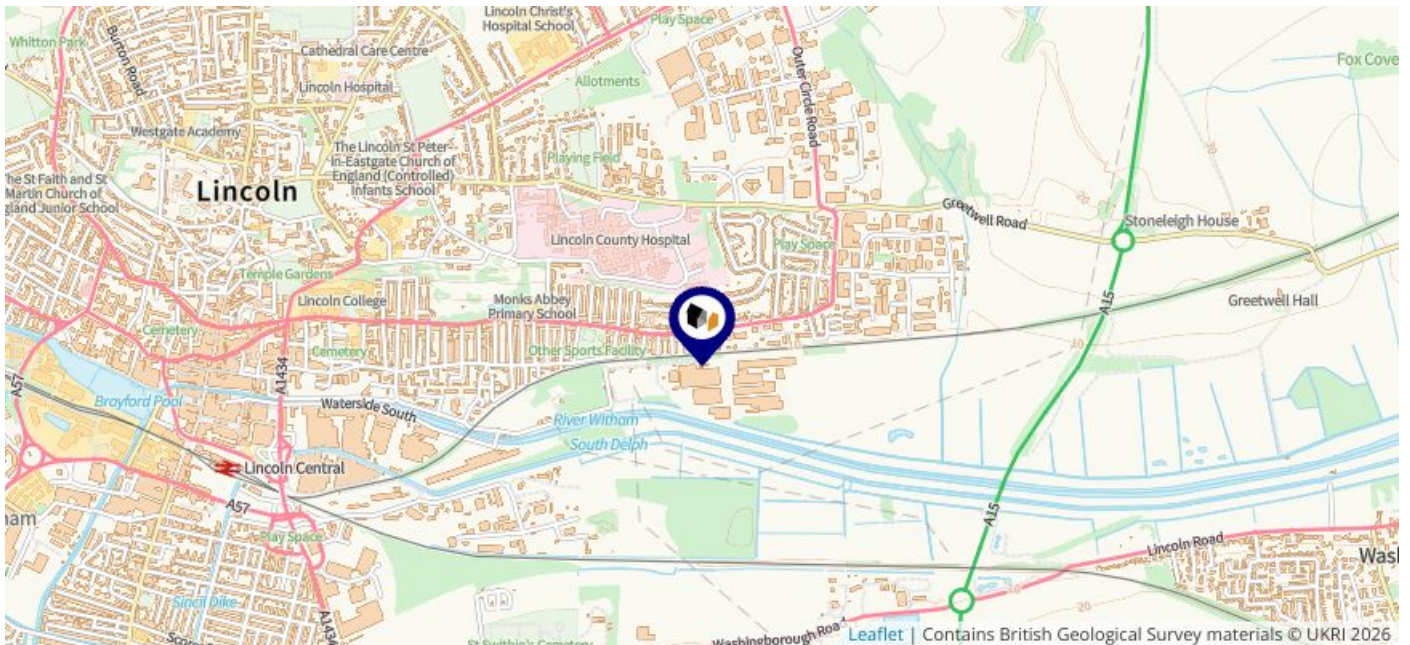 Lincoln Christ's
Hospital School
Play Space
Whitton Park
Burton Road
Cathedral Care Centre
Outer Circle Road
Fox Cove
Lincoln Hospital
Allotments
Westgate Academy
The Lincoln St Peter-
in-Eastgate Church of
England (Controlled)
Infants School
Playing Field
The St Faith and St
Martin Church of
gland Junior School
Lincoln
Greetwell Road
Stoneleigh House
Lincoln County Hospital
Play Space
Temple Gardens
40
Lincoln College
Monks Abbey
Primary School
A15
Greetwell Hall
Cemetery
Cemetery
Other Sports Facility
10
A57
A1434
Brayford Pool
Waterside South
River Witham
South Delph
Lincoln Central
A57
A15
Play Space
Lincoln Road
Wash
Sincil Dike
A1434
10
20
St Swithin's Cemetery
Washingborough Road
Leaflet | Contains British Geological Survey materials © UKRI 2026